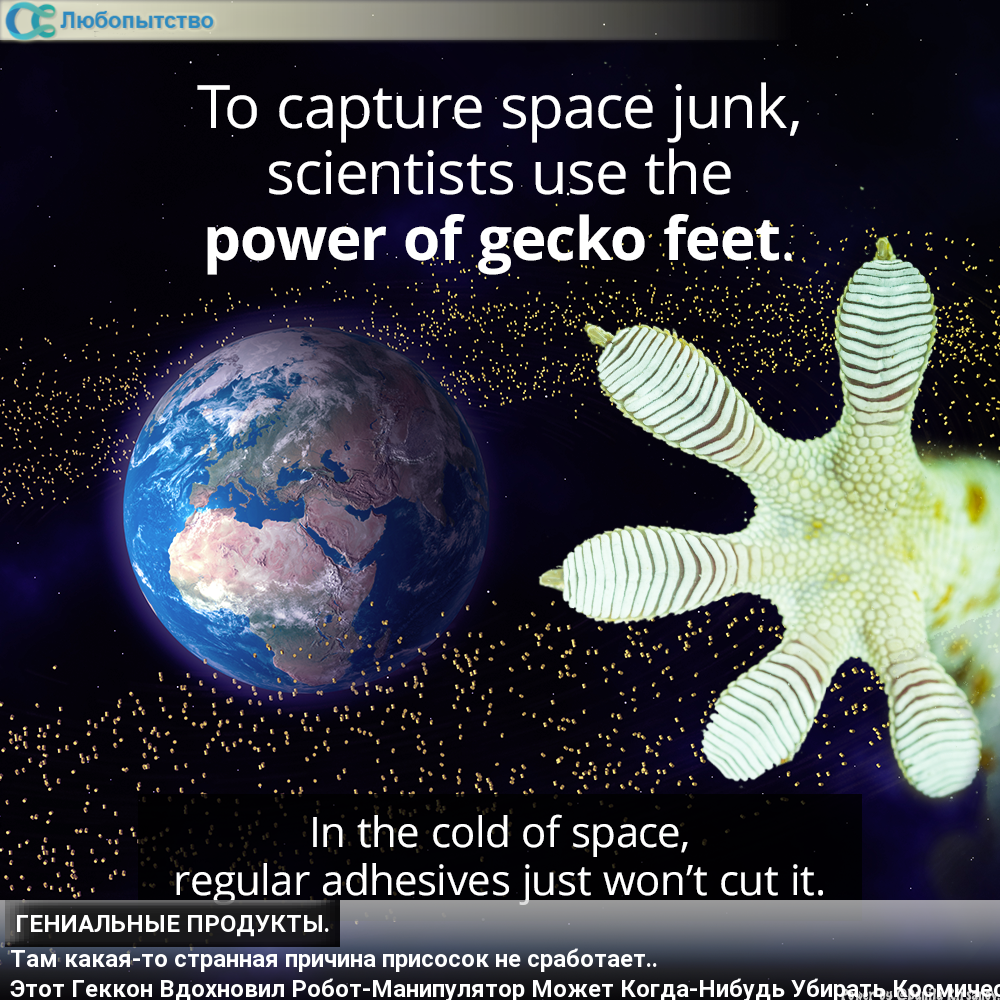 Любопытство
To capture space junk,
scientists use the
power of gecko feet.
In the cold of space,
regular adhesives just won't cut it.
ГЕНИАЛЬНЫЕ ПРОДУКТЫ.
Там какая-то странная причина присосок не сработает..
Этот Геккон Вдохновил Робот-Манипулятор Может Когда-Нибудь Убирать Космичес